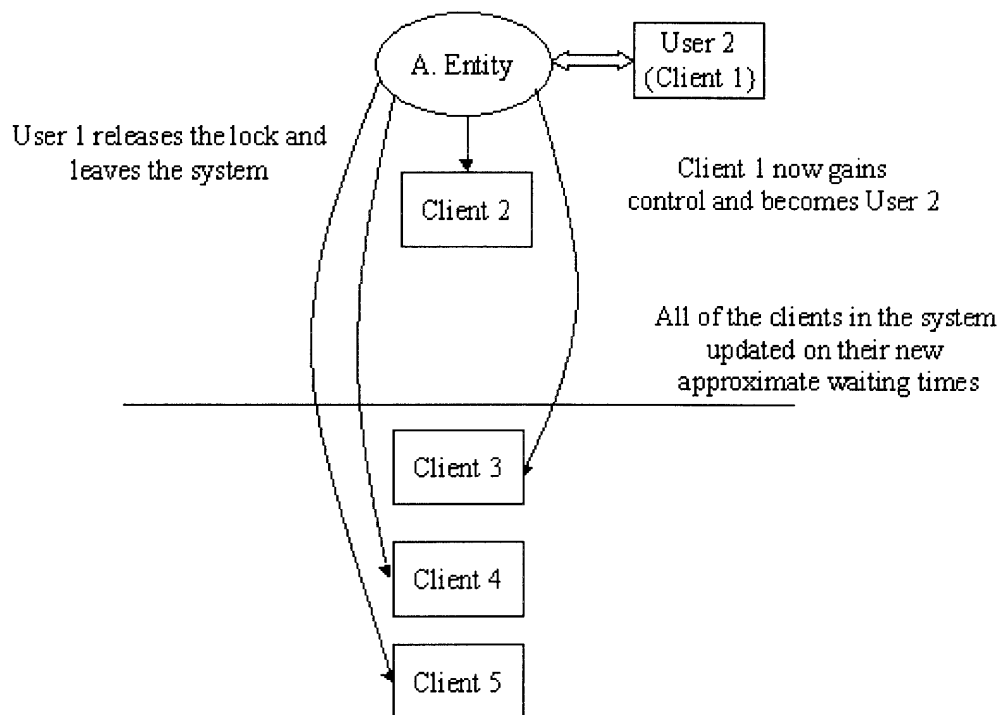 A. Entity
User 2
(Client 1)
User 1 releases the lock and
leaves the system
Client 2
Client 1 now gains
control and becomes User 2
All of the clients in the system
updated on their new
approximate waiting times
Client 3
Client 4
Client 5